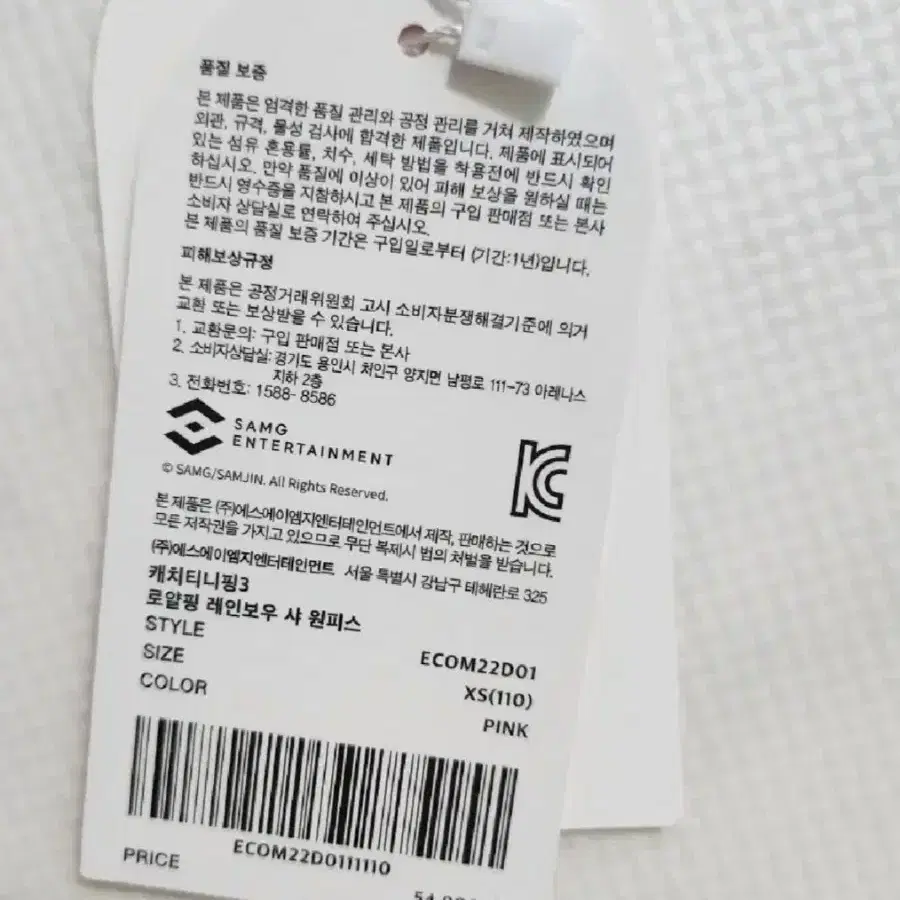 품질 보증
본 제품은 엄격한 품질 관리와 공정 관리를 거쳐 제작하였으며
외관, 규격, 물성 검사에 합격한 제품입니다. 제품에 표시되어
있는 섬유 혼용률, 치수, 세탁 방법을 착용전에 반드시 확인
하십시오. 만약 품질에 이상이 있어 피해 보상을 원하실 때는
반드시 영수증을 지참하시고 본 제품의 구입 판매점 또는 본사
소비자 상담실로 연락하여 주십시오.
본 제품의 품질 보증 기간은 구입일로부터 (기간:1년)입니다.
피해보상규정
본 제품은 공정거래위원회 고시 소비자분쟁해결기준에 의거
교환 또는 보상받을 수 있습니다.
1. 교환문의: 구입 판매점 또는 본사
2. 소비자상담실: 경기도 용인시 처인구 양지면 남평로 111-73 아레나스
지하 2층
3. 전화번호: 1588-8586
SAMG
ENTERTAINMENT
© SAMG/SAMJIN. All Rights Reserved.
본 제품은 (주)에스에이엠지엔터테인먼트에서 제작, 판매하는 것으로
모든 저작권을 가지고 있으므로 무단 복제시 법의 처벌을 받습니다.
(주)에스에이엠지엔터테인먼트 서울 특별시 강남구 테헤란로 325
캐치티니핑3
로얄핑 레인보우 샤 원피스
STYLE ECOM22D01
SIZE XS(110)
COLOR PINK
ECOM22D0111110
PRICE